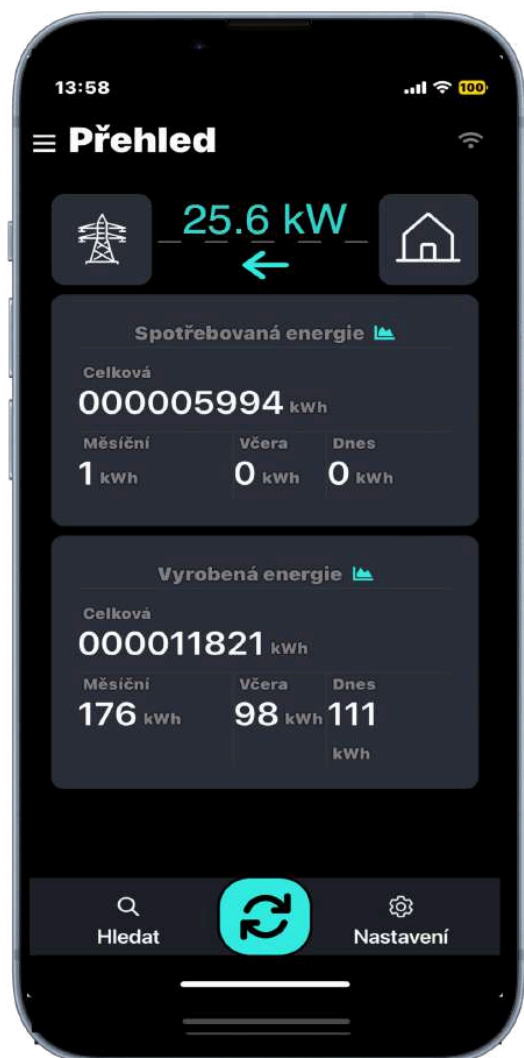 13:58
100
Přehled
25.6 kW
Spotřebovaná energie
Celková
000005994 kWh
Měsíční Včera Dnes
1 kWh 0 kWh 0 kWh
Vyrobená energie
Celková
000011821 kWh
Měsíční Včera Dnes
176 kWh 98 kWh 111
kWh
Hledat Nastavení